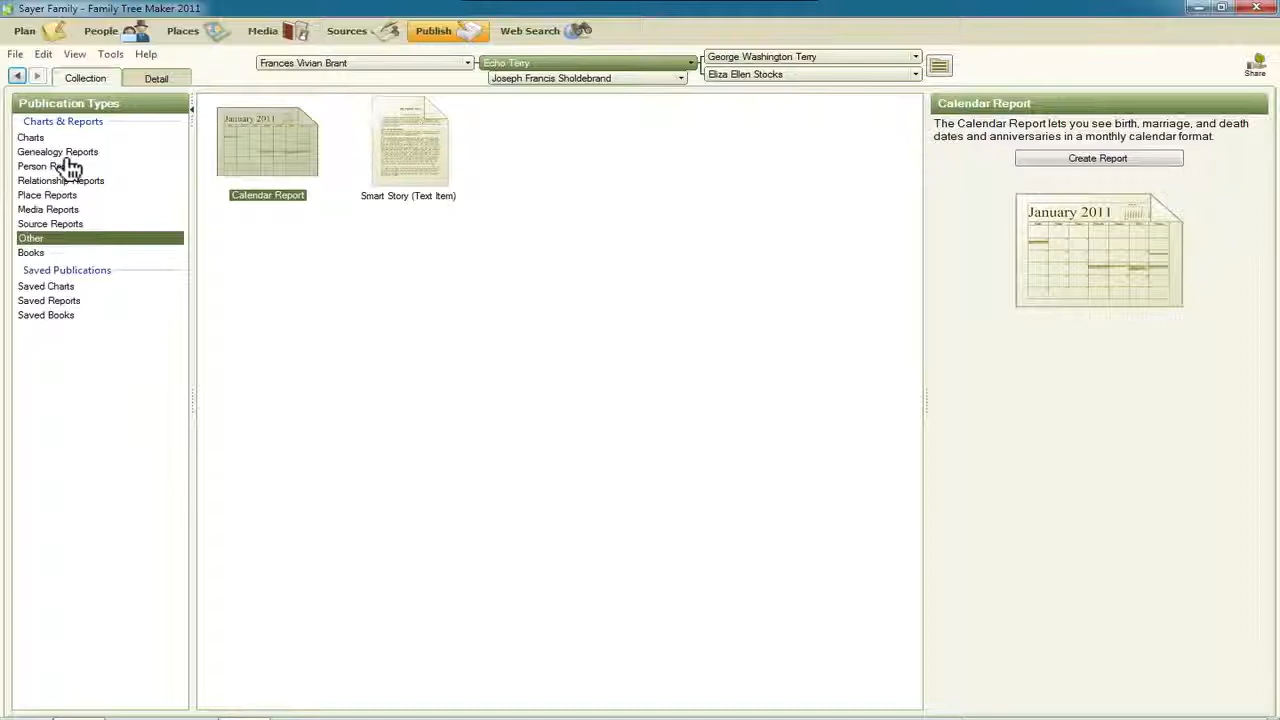 Sayer Family - Family Tree Maker 2011
Plan People Places Media Sources Publish Web Search
File Edit View Tools Help
Frances Vivian Brant
Echo Terry
Joseph Francis Sholdebrand
George Washington Terry
Eliza Ellen Stocks
Share
Collection Detail
Publication Types
Charts & Reports
Charts
Genealogy Reports
Person
Relationship Reports
Place Reports
Media Reports
Source Reports
Other
Books
Saved Publications
Saved Charts
Saved Reports
Saved Books
January 2011
Calendar Report
Smart Story (Text Item)
Calendar Report
The Calendar Report lets you see birth, marriage, and death
dates and anniversaries in a monthly calendar format.
Create Report
January 2011